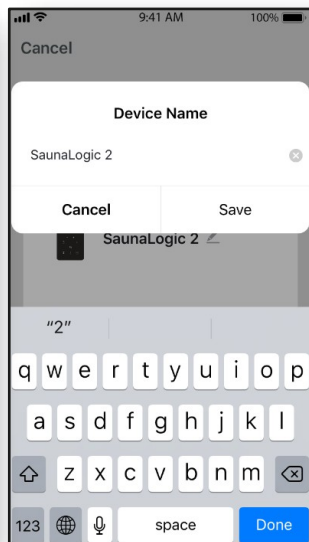 9:41 AM 100%
Cancel
Device Name
SaunaLogic 2
Cancel Save
SaunaLogic 2
"2"
q w e r t y u i o p
a s d f g h j k l
z x c v b n m
123 space Done